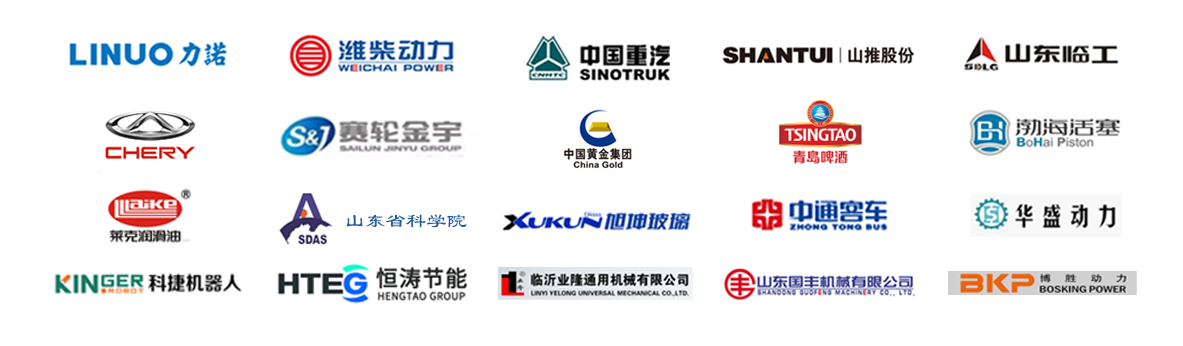 LINUO 力诺
潍柴动力
WEICHAI POWER
CNHTC
中国重汽
SINOTRUK
SHANTUI 山推股份
SDLG
山东临工
CHERY
S&J
赛轮金宇
SAILUN JINYU GROUP
中国黄金集团
China Gold
TSINGTAO
青岛啤酒
BH
渤海活塞
BoHai Piston
Laike®
莱克润滑油
SDAS
山东省科学院
XUKUN 旭坤玻璃
中通客车
ZHONG TONG BUS
华盛动力
KINGER
ROBOT
科捷机器人
HTEG
恒涛节能
HENGTAO GROUP
临沂业隆通用机械有限公司
LINYI YELONG UNIVERSAL MECHANICAL CO.,LTD.
山东国丰机械有限公司
SHANDONG GUOFENG MACHINERY CO., LTD.
BKP
博胜动力
BOSKING POWER